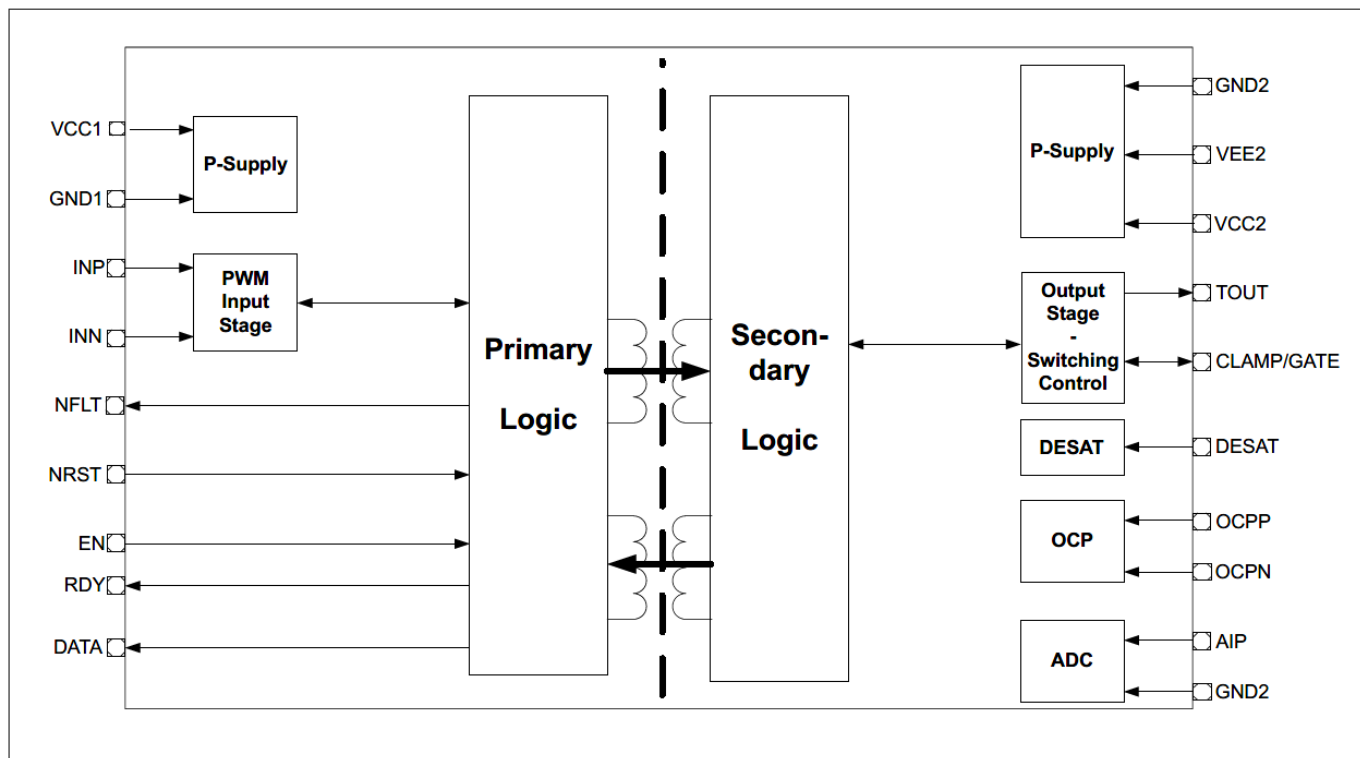 VCC1
GND1
INP
INN
NFLT
NRST
EN
RDY
DATA
P-Supply
PWM
Input
Stage
Primary
Logic
Secon-
dary
Logic
P-Supply
Output
Stage
-
Switching
Control
DESAT
OCP
ADC
GND2
VEE2
VCC2
TOUT
CLAMP/GATE
DESAT
OCPP
OCPN
AIP
GND2